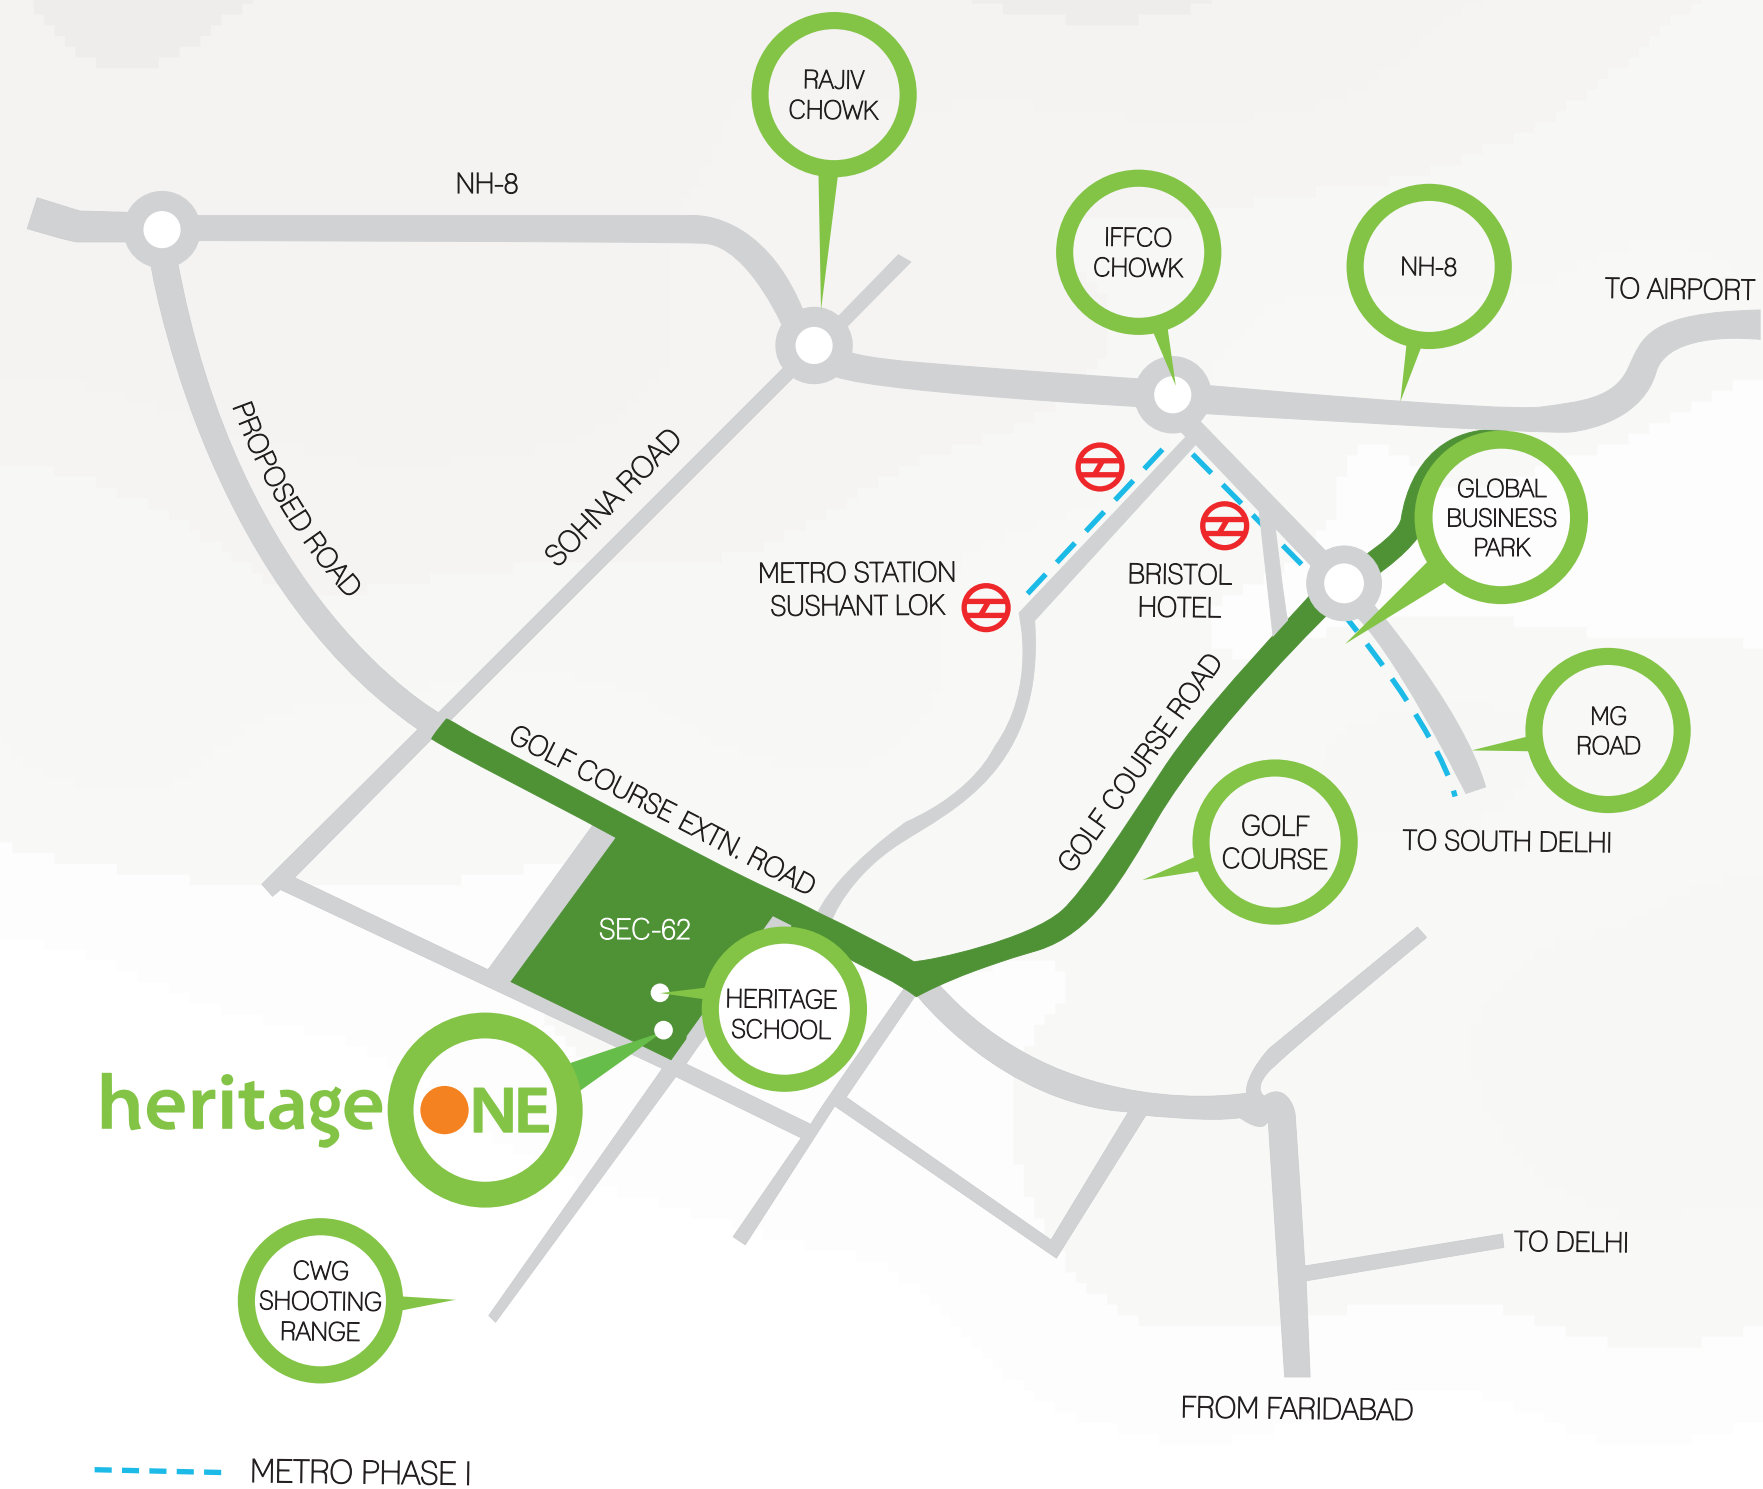 RAJIV
CHOWK
NH-8
IFFCO
CHOWK
NH-8
TO AIRPORT
PROPOSED ROAD
SOHNA ROAD
GLOBAL
BUSINESS
PARK
METRO STATION
SUSHANT LOK
BRISTOL
HOTEL
GOLF COURSE ROAD
MG
ROAD
GOLF COURSE EXTN. ROAD
GOLF
COURSE
TO SOUTH DELHI
SEC-62
HERITAGE
SCHOOL
heritage ONE
CWG
SHOOTING
RANGE
TO DELHI
FROM FARIDABAD
METRO PHASE I